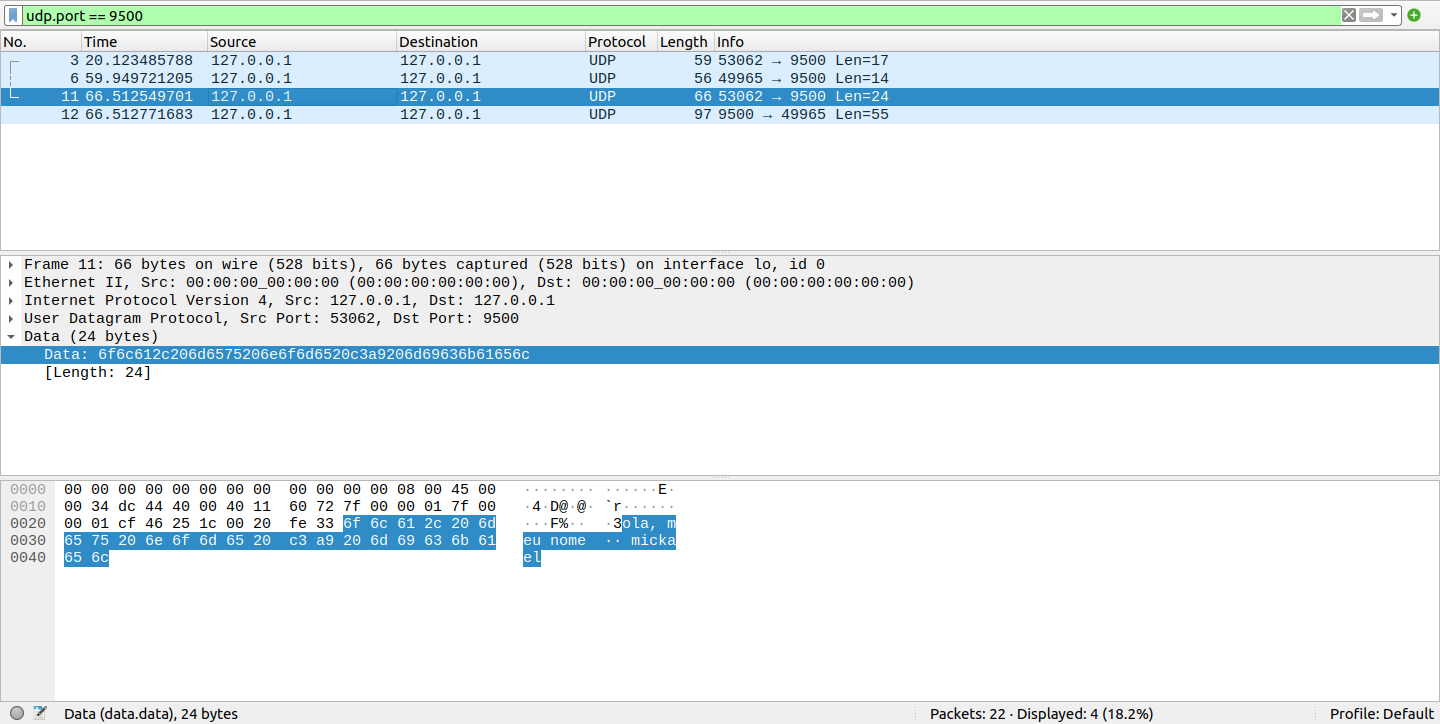 udp.port == 9500
No. Time Source Destination Protocol Length Info
3 20.123485788 127.0.0.1 127.0.0.1 UDP 59 53062 → 9500 Len=17
6 59.949721205 127.0.0.1 127.0.0.1 UDP 56 49965 → 9500 Len=14
11 66.512549701 127.0.0.1 127.0.0.1 UDP 66 53062 → 9500 Len=24
12 66.512771683 127.0.0.1 127.0.0.1 UDP 97 9500 → 49965 Len=55
Frame 11: 66 bytes on wire (528 bits), 66 bytes captured (528 bits) on interface lo, id 0
Ethernet II, Src: 00:00:00_00:00:00 (00:00:00:00:00:00), Dst: 00:00:00_00:00:00 (00:00:00:00:00:00)
Internet Protocol Version 4, Src: 127.0.0.1, Dst: 127.0.0.1
User Datagram Protocol, Src Port: 53062, Dst Port: 9500
Data (24 bytes)
Data: 6f6c612c206d6575206e6f6d6520c3a9206d69636b61656c
[Length: 24]
0000 00 00 00 00 00 00 00 00 00 00 00 00 08 00 45 00 ········ ······E·
0010 00 34 dc 44 40 00 40 11 60 72 7f 00 00 01 7f 00 ·4·D@·@· `r······
0020 00 01 cf 46 25 1c 00 20 fe 33 6f 6c 61 2c 20 6d ···F%·· ·3ola, m
0030 65 75 20 6e 6f 6d 65 20 c3 a9 20 6d 69 63 6b 61 eu nome ·· micka
0040 65 6c el
Data (data.data), 24 bytes Packets: 22 · Displayed: 4 (18.2%) Profile: Default